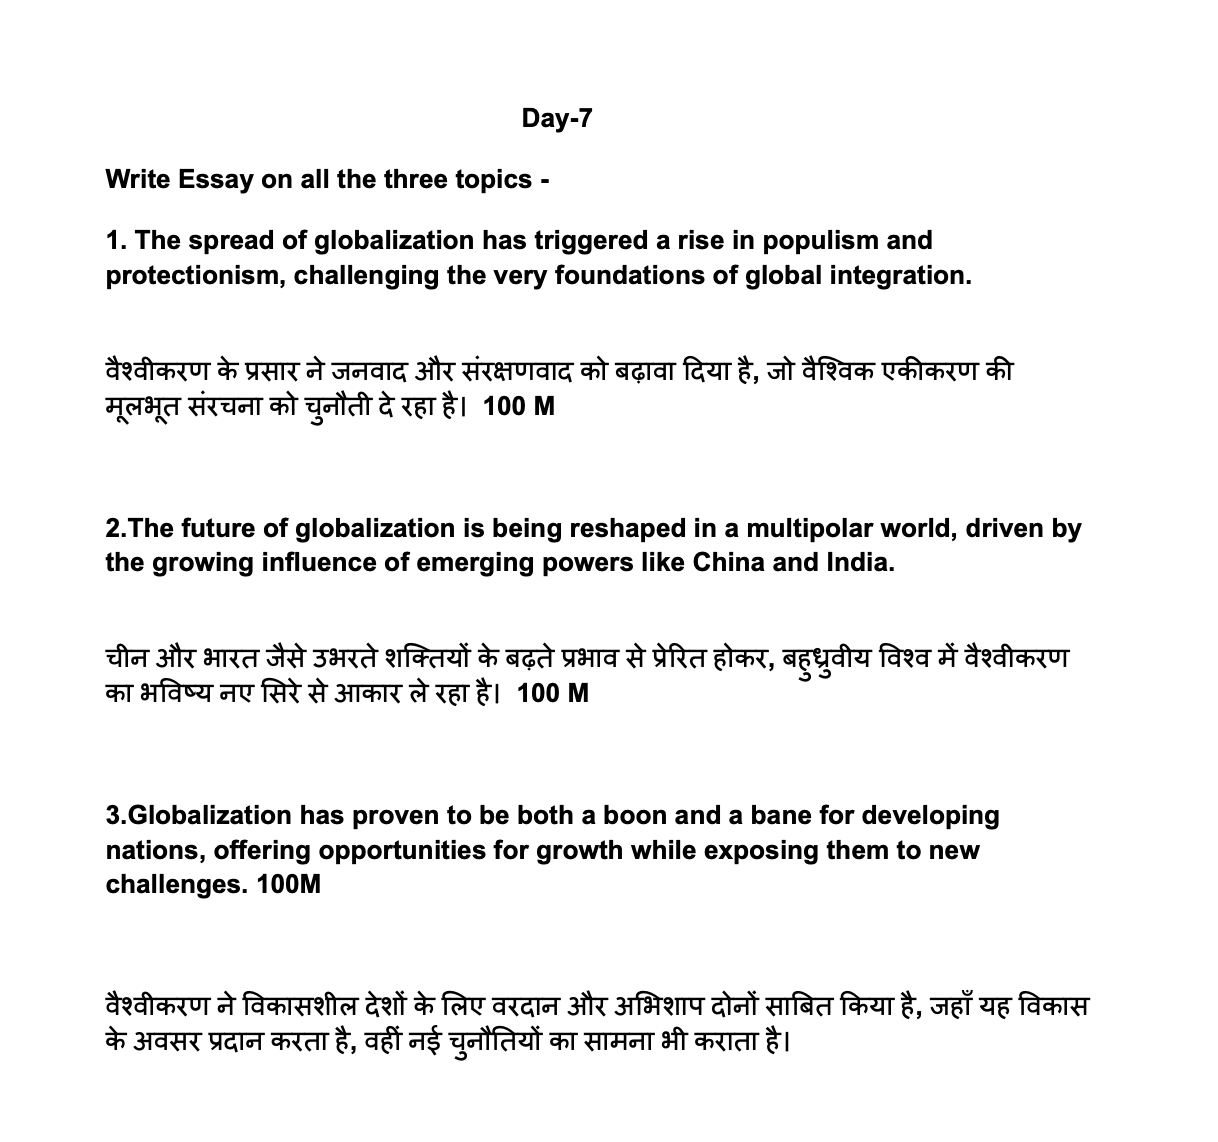 Day-7
Write Essay on all the three topics -
1. The spread of globalization has triggered a rise in populism and
protectionism, challenging the very foundations of global integration.
वैश्वीकरण के प्रसार ने जनवाद और संरक्षणवाद को बढ़ावा दिया है, जो वैश्विक एकीकरण की
मूलभूत संरचना को चुनौती दे रहा है। 100 M
2.The future of globalization is being reshaped in a multipolar world, driven by
the growing influence of emerging powers like China and India.
चीन और भारत जैसे उभरते शक्तियों के बढ़ते प्रभाव से प्रेरित होकर, बहुध्रुवीय विश्व में वैश्वीकरण
का भविष्य नए सिरे से आकार ले रहा है। 100 M
3.Globalization has proven to be both a boon and a bane for developing
nations, offering opportunities for growth while exposing them to new
challenges. 100M
वैश्वीकरण ने विकासशील देशों के लिए वरदान और अभिशाप दोनों साबित किया है, जहाँ यह विकास
के अवसर प्रदान करता है, वहीं नई चुनौतियों का सामना भी कराता है।